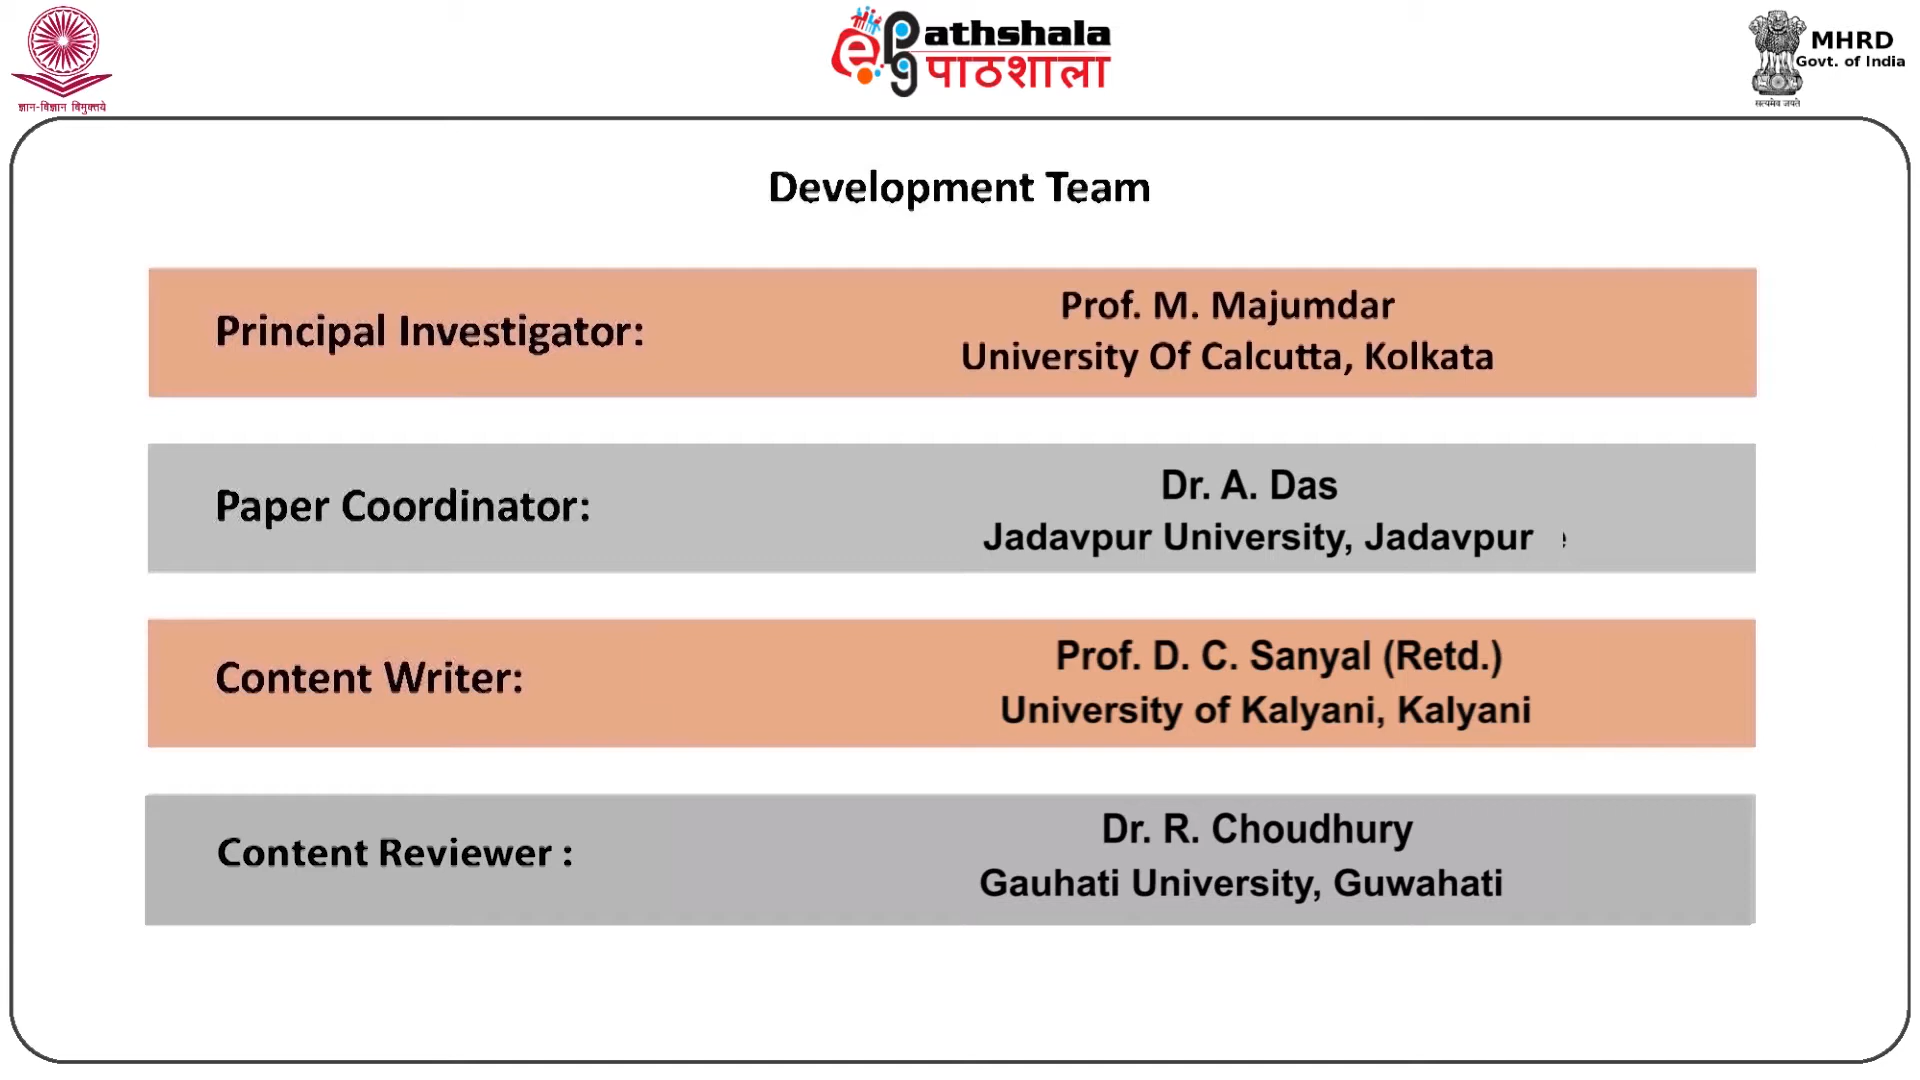 ज्ञान-विज्ञान विमुक्तये
e pg Pathshala
पाठशाला
MHRD
Govt. of India
सत्यमेव जयते
Development Team
Principal Investigator:
Prof. M. Majumdar
University Of Calcutta, Kolkata
Paper Coordinator:
Dr. A. Das
Jadavpur University, Jadavpur
Content Writer:
Prof. D. C. Sanyal (Retd.)
University of Kalyani, Kalyani
Content Reviewer :
Dr. R. Choudhury
Gauhati University, Guwahati